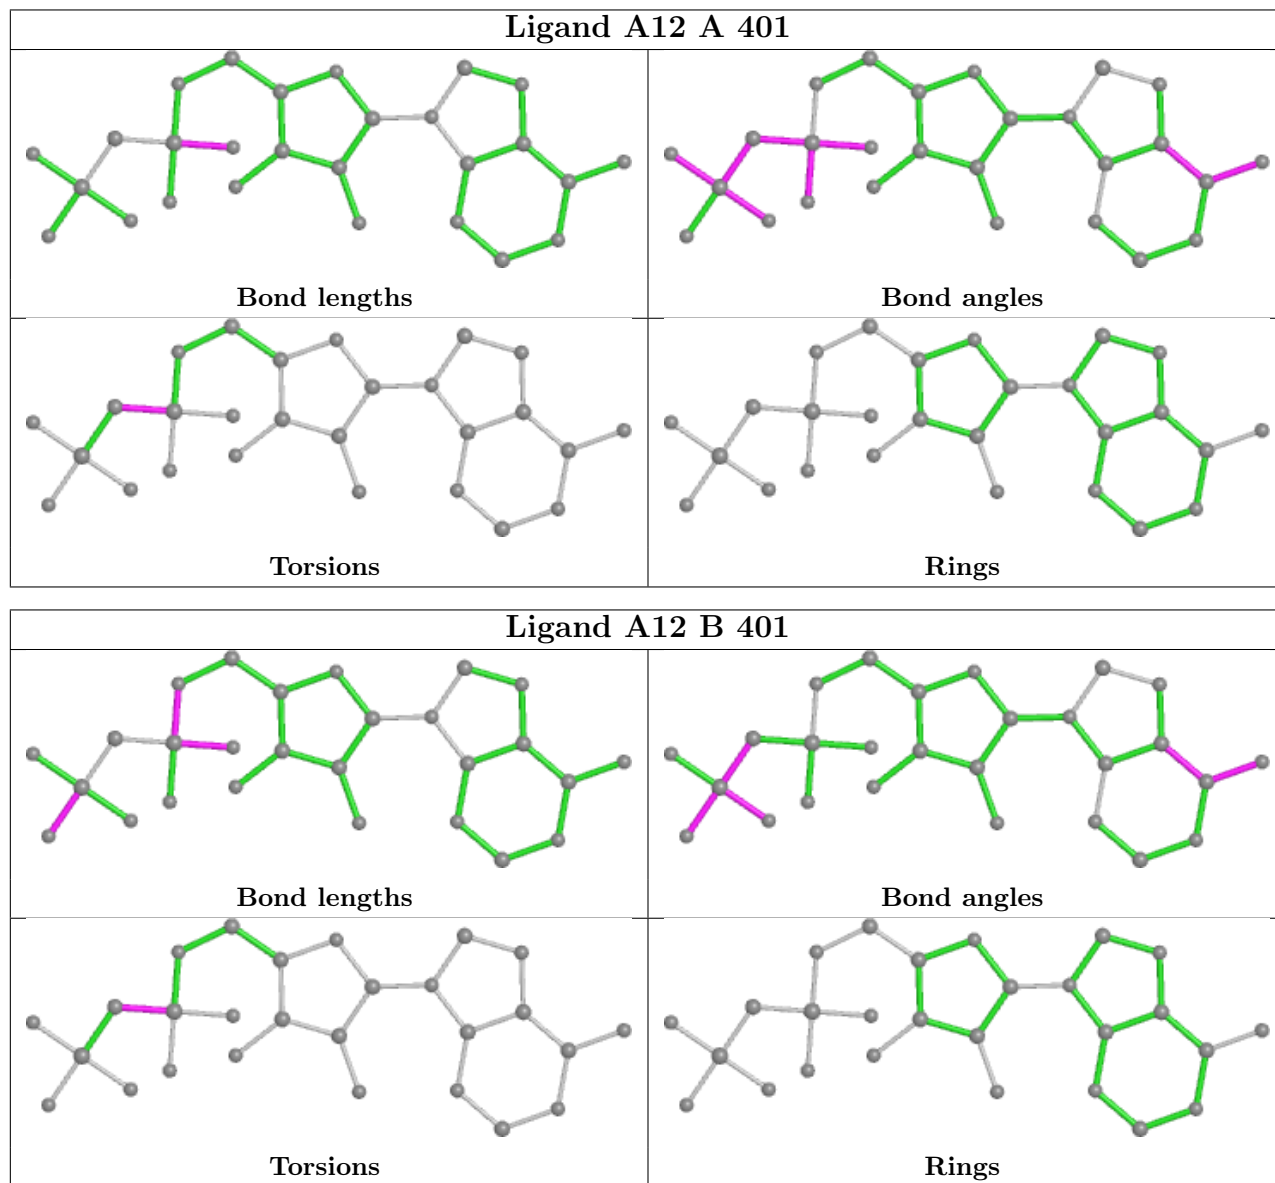 Ligand A12 A 401
Bond lengths
Bond angles
Torsions
Rings
Ligand A12 B 401
Bond lengths
Bond angles
Torsions
Rings